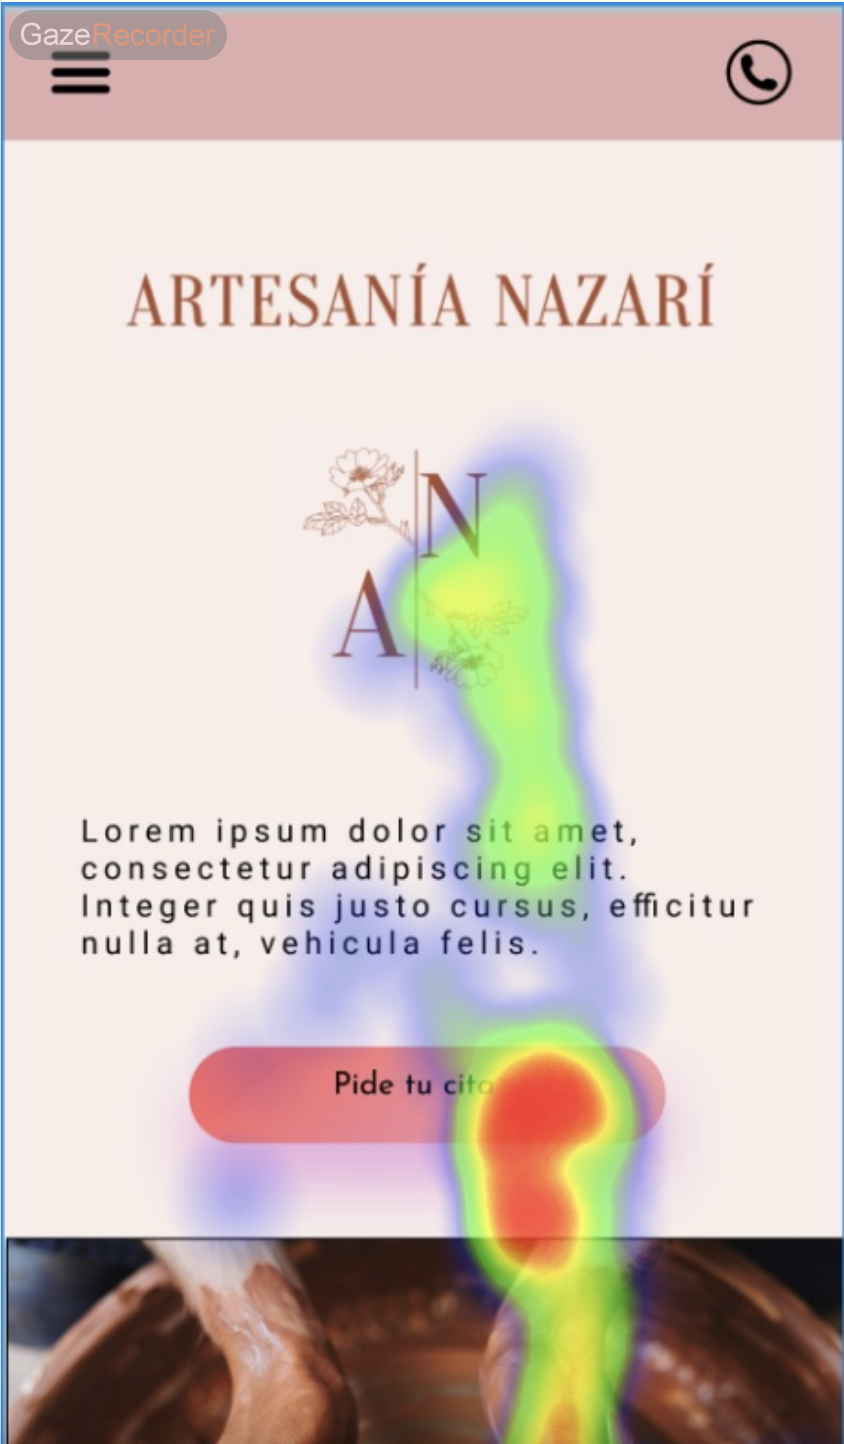 GazeRecorder
ARTESANÍA NAZARÍ
N
A
Lorem ipsum dolor sit amet,
consectetur adipiscing elit.
Integer quis justo cursus, efficitur
nulla at, vehicula felis.
Pide tu cita